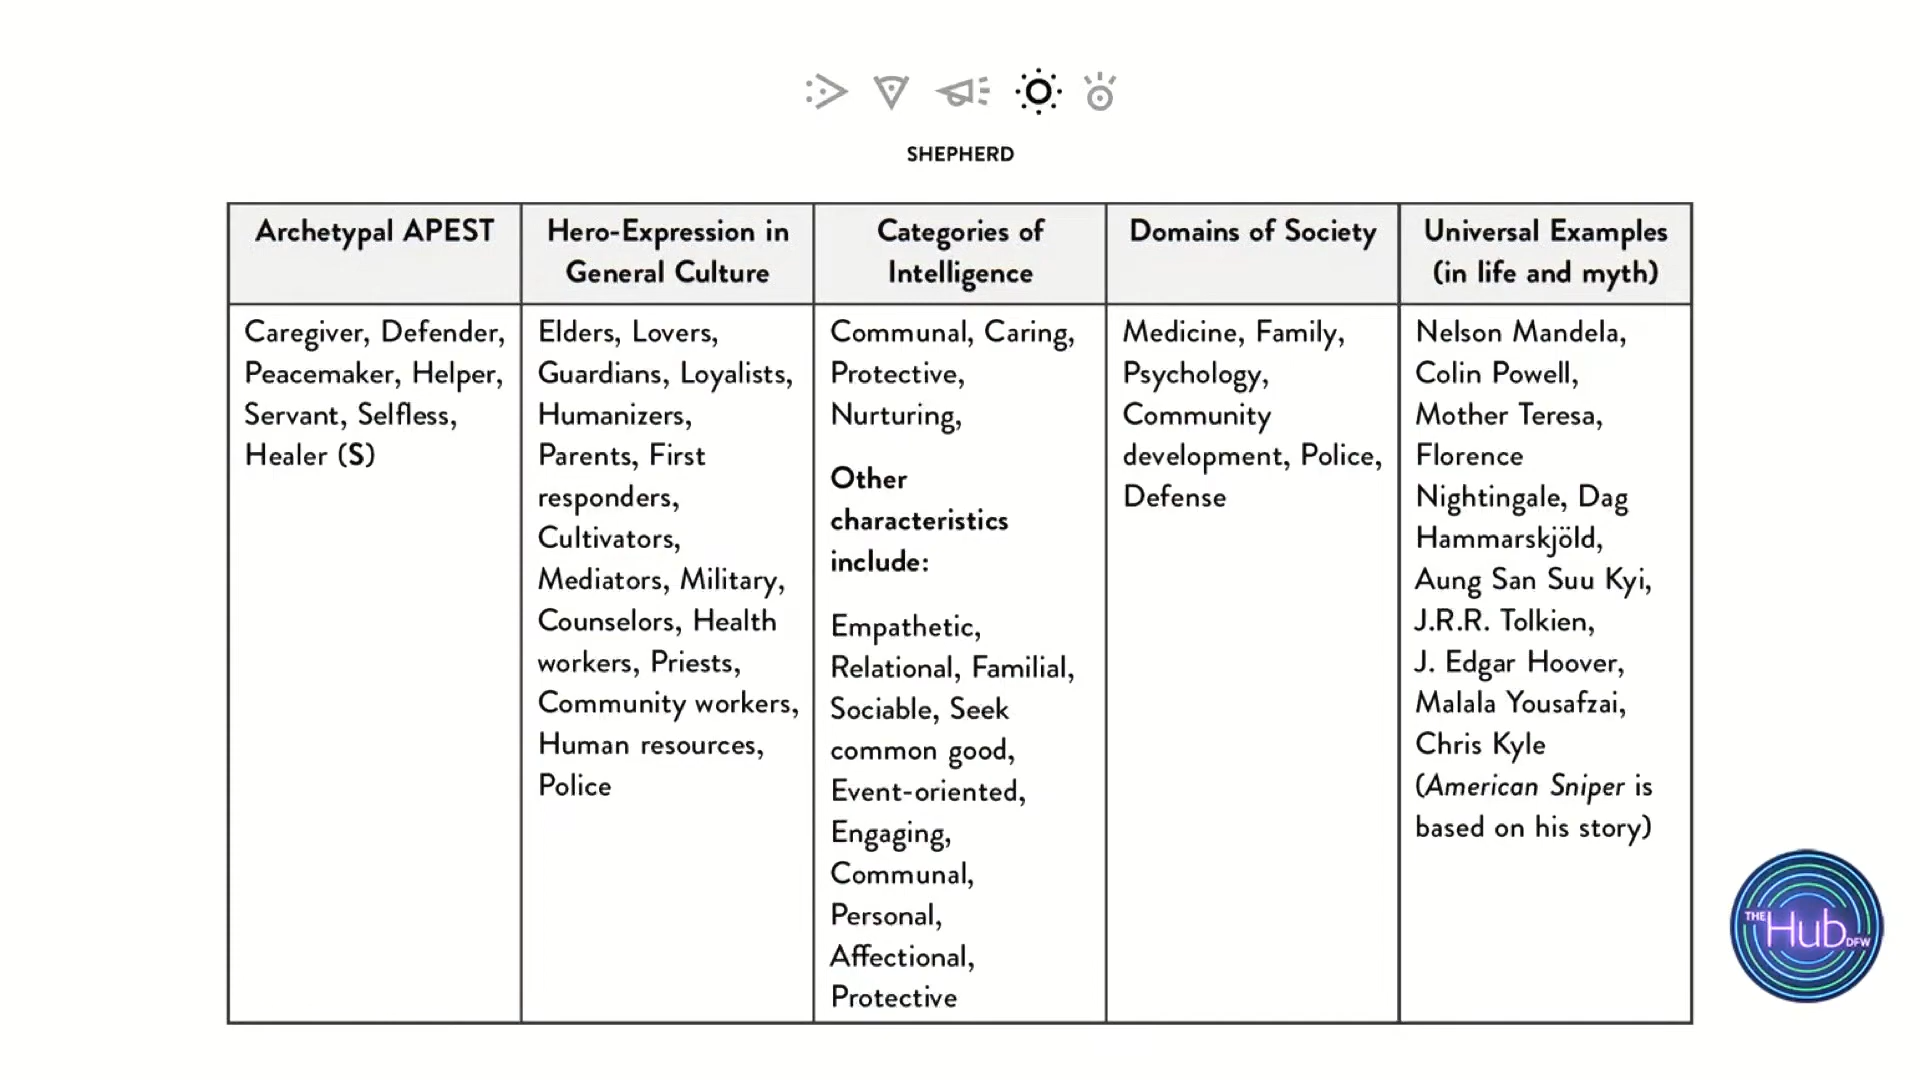 SHEPHERD
Archetypal APEST
Hero-Expression in
General Culture
Categories of
Intelligence
Domains of Society
Universal Examples
(in life and myth)
Caregiver, Defender,
Peacemaker, Helper,
Servant, Selfless,
Healer (S)
Elders, Lovers,
Guardians, Loyalists,
Humanizers,
Parents, First
responders,
Cultivators,
Mediators, Military,
Counselors, Health
workers, Priests,
Community workers,
Human resources,
Police
Communal, Caring,
Protective,
Nurturing,
Other
characteristics
include:
Empathetic,
Relational, Familial,
Sociable, Seek
common good,
Event-oriented,
Engaging,
Communal,
Personal,
Affectional,
Protective
Medicine, Family,
Psychology,
Community
development, Police,
Defense
Nelson Mandela,
Colin Powell,
Mother Teresa,
Florence
Nightingale, Dag
Hammarskjöld,
Aung San Suu Kyi,
J.R.R. Tolkien,
J. Edgar Hoover,
Malala Yousafzai,
Chris Kyle
(American Sniper is
based on his story)
THE Hub DFW